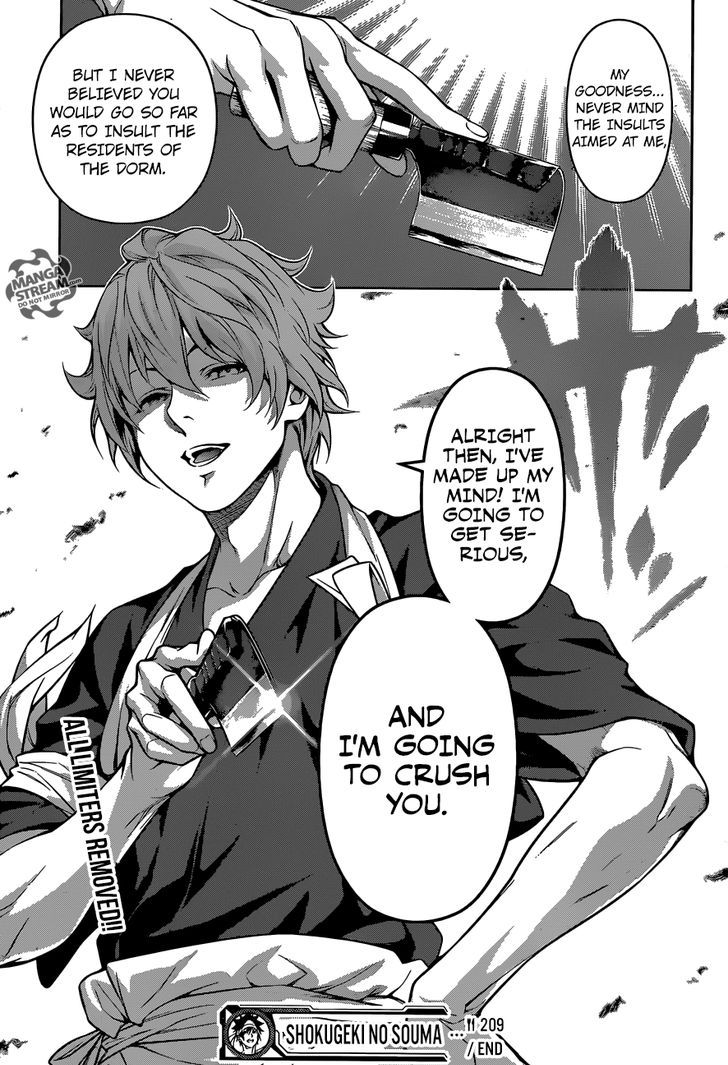 MY
GOODNESS...
NEVER MIND
THE INSULTS
AIMED AT ME,
BUT I NEVER
BELIEVED YOU
WOULD GO SO FAR
AS TO INSULT THE
RESIDENTS OF
THE DORM.
MANGA
STREAM.com
DO NOT MIRROR
ALRIGHT
THEN, I'VE
MADE UP MY
MIND! I'M
GOING TO
GET SE-
RIOUS,
AND
I'M GOING
TO CRUSH
YOU.
ALL LIMITERS REMOVED!!
SHOKUGEKI NO SOUMA ... 209
/ END